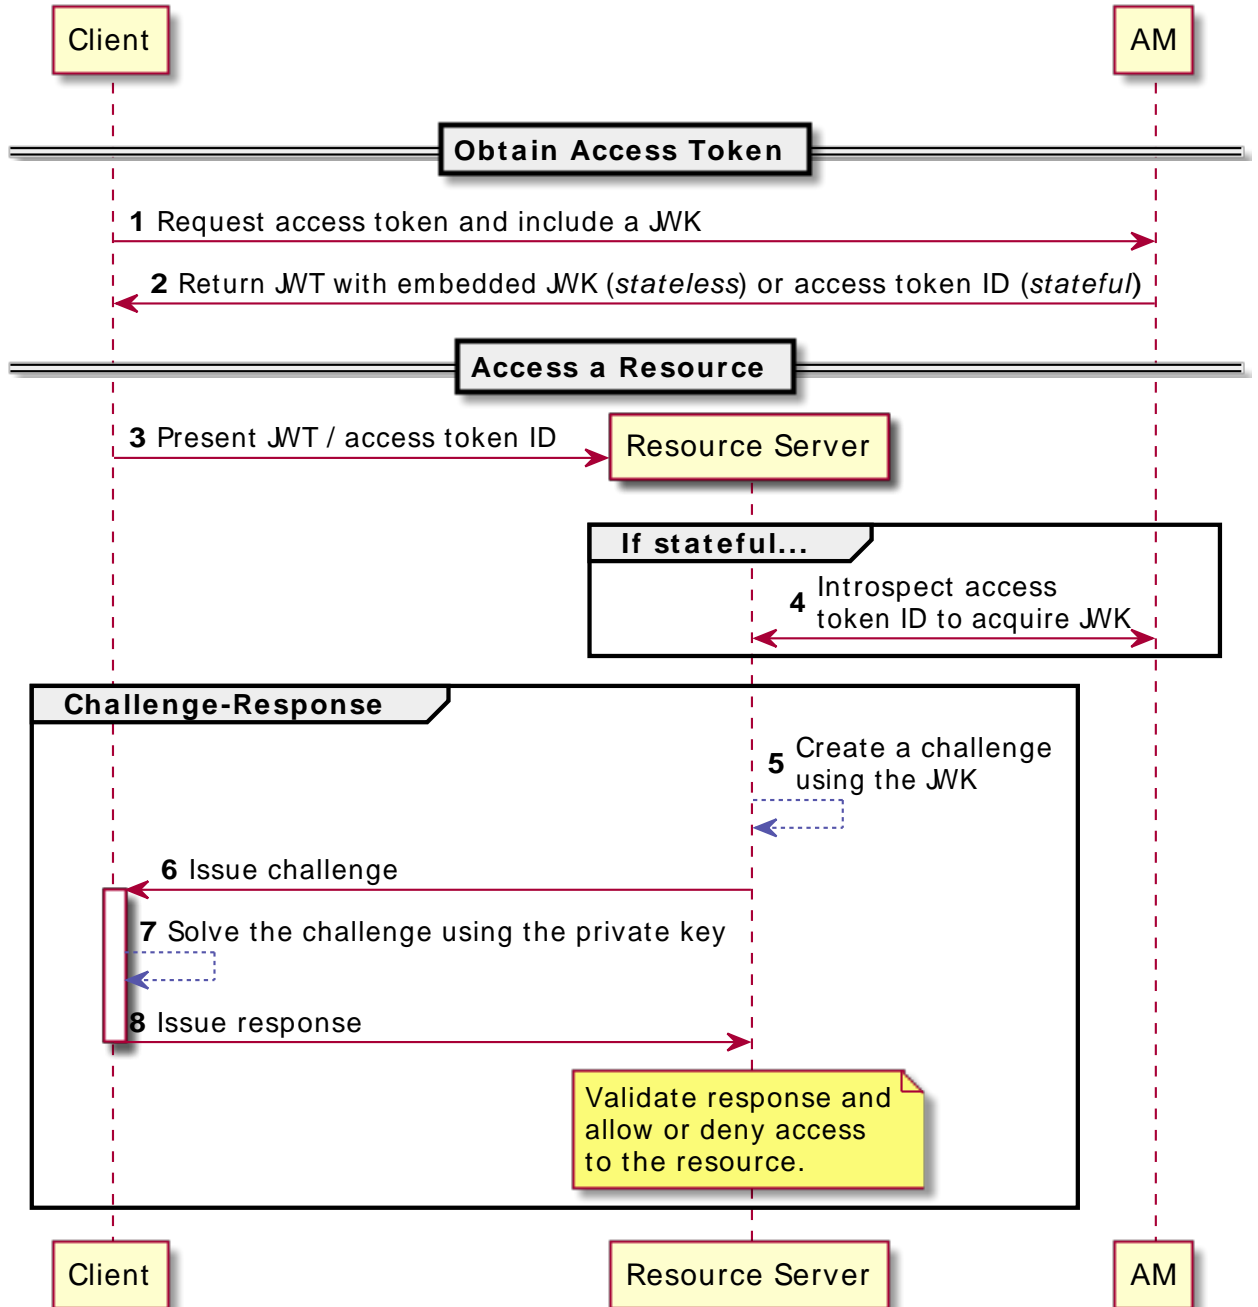 Client
AM
Obtain Access Token
1 Request access token and include a JWK
2 Return JWT with embedded JWK (stateless) or access token ID (stateful)
Access a Resource
3 Present JWT / access token ID
Resource Server
If stateful...
4 Introspect access
token ID to acquire JWK
Challenge-Response
5 Create a challenge
using the JWK
6 Issue challenge
7 Solve the challenge using the private key
8 Issue response
Validate response and
allow or deny access
to the resource.
Client
Resource Server
AM